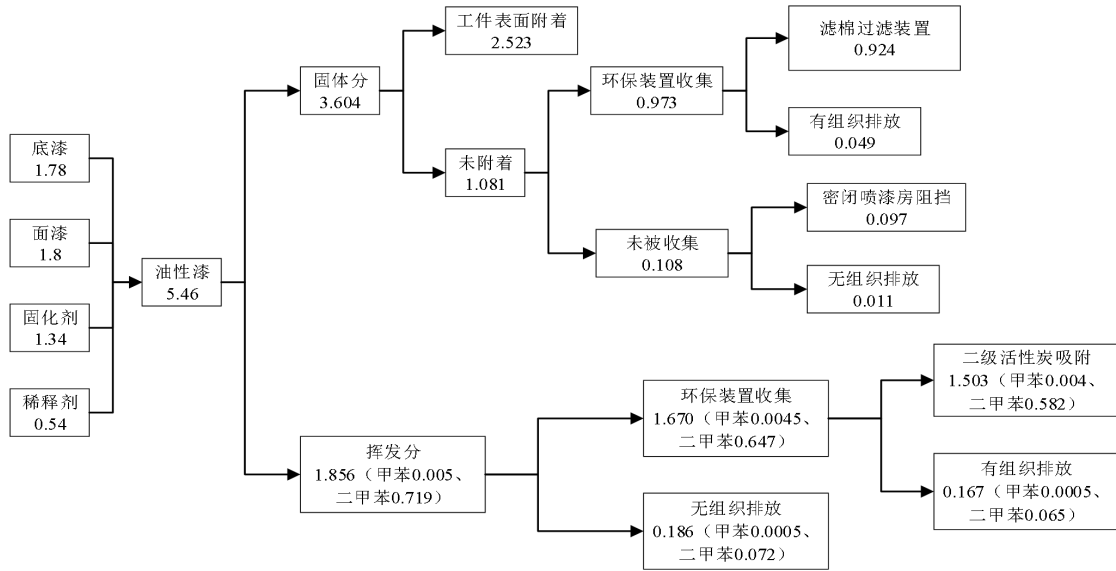 底漆
1.78
面漆
1.8
固化剂
1.34
稀释剂
0.54
油性漆
5.46
固体分
3.604
工件表面附着
2.523
未附着
1.081
环保装置收集
0.973
滤棉过滤装置
0.924
有组织排放
0.049
未被收集
0.108
密闭喷漆房阻挡
0.097
无组织排放
0.011
挥发分
1.856（甲苯0.005、
二甲苯0.719）
环保装置收集
1.670（甲苯0.0045、
二甲苯0.647）
二级活性炭吸附
1.503（甲苯0.004、
二甲苯0.582）
有组织排放
0.167（甲苯0.0005、
二甲苯0.065）
无组织排放
0.186（甲苯0.0005、
二甲苯0.072）